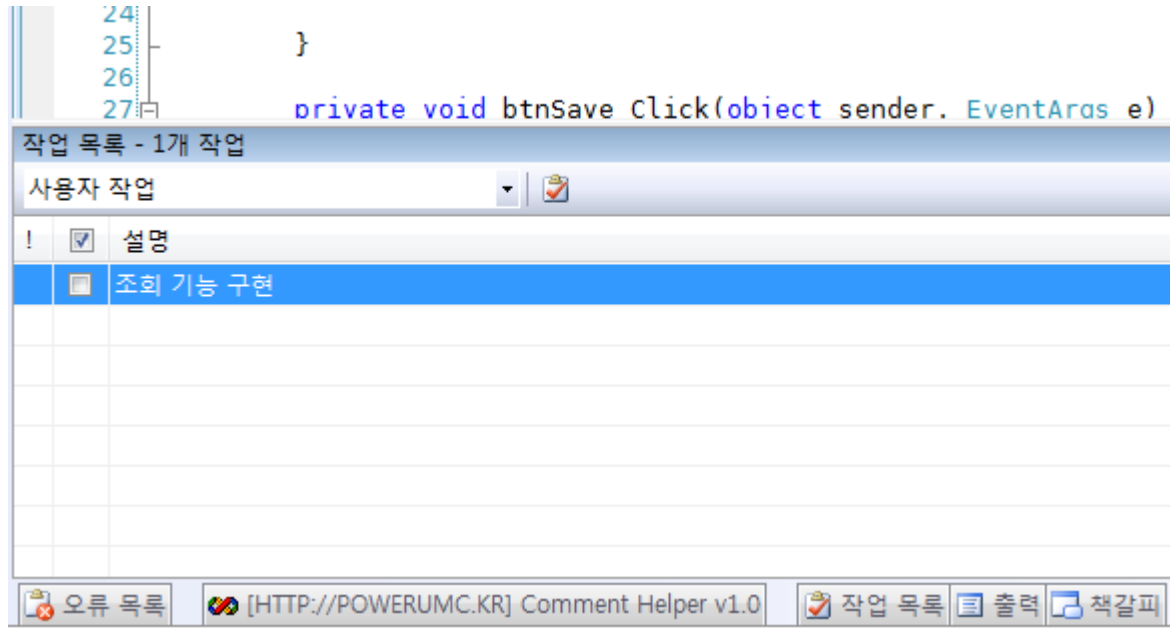 24
25 }
26
27 private void btnSave_Click(object sender, EventArgs e)
작업 목록 - 1개 작업
사용자 작업
! 설명
조회 기능 구현
오류 목록 [HTTP://POWERUMC.KR] Comment Helper v1.0 작업 목록 출력 책갈피